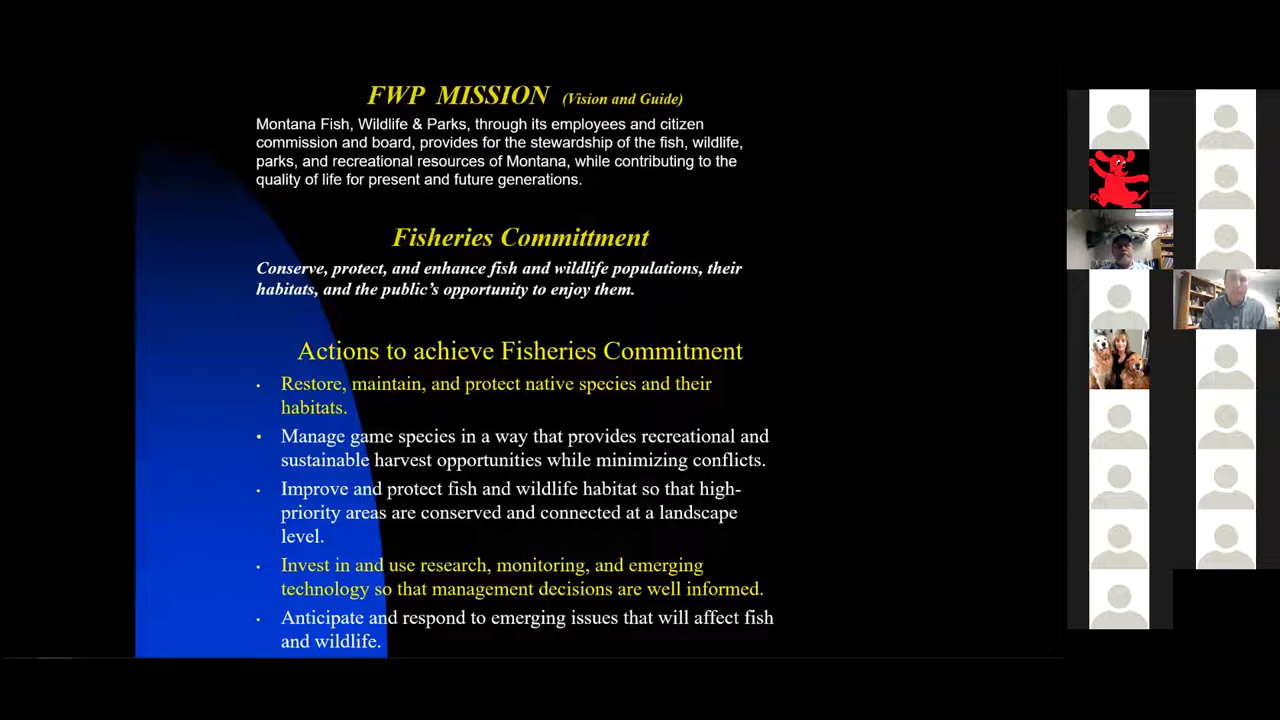 FWP MISSION (Vision and Guide)
Montana Fish, Wildlife & Parks, through its employees and citizen
commission and board, provides for the stewardship of the fish, wildlife,
parks, and recreational resources of Montana, while contributing to the
quality of life for present and future generations.
Fisheries Committment
Conserve, protect, and enhance fish and wildlife populations, their
habitats, and the public's opportunity to enjoy them.
Actions to achieve Fisheries Commitment
• Restore, maintain, and protect native species and their
habitats.
• Manage game species in a way that provides recreational and
sustainable harvest opportunities while minimizing conflicts.
• Improve and protect fish and wildlife habitat so that high-
priority areas are conserved and connected at a landscape
level.
• Invest in and use research, monitoring, and emerging
technology so that management decisions are well informed.
• Anticipate and respond to emerging issues that will affect fish
and wildlife.